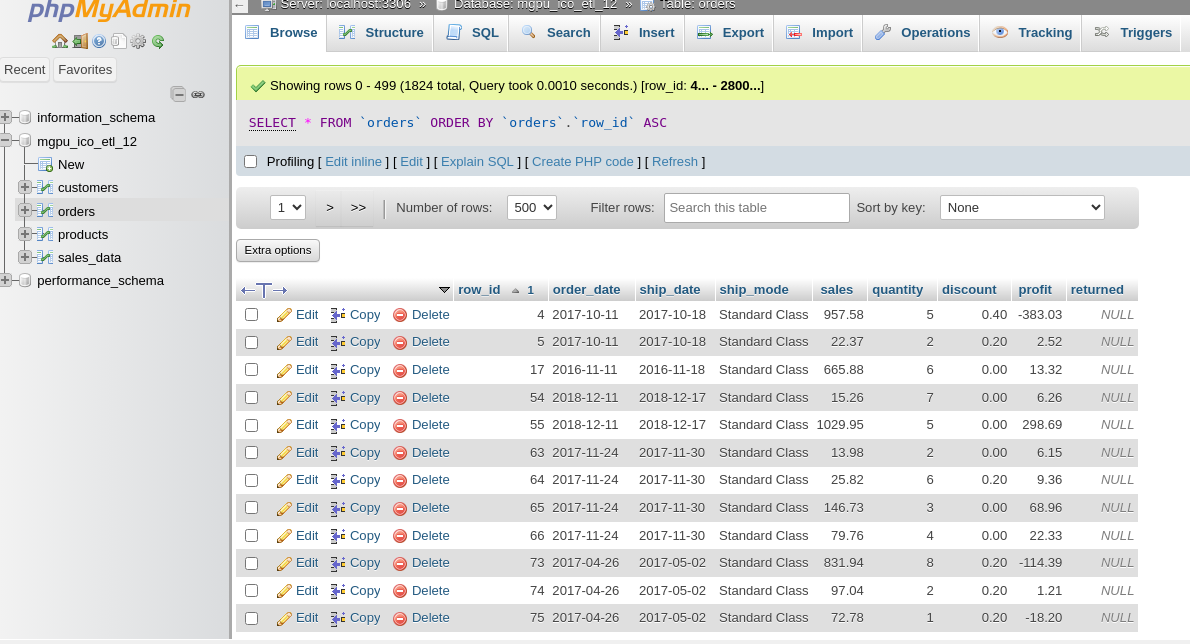 phpMyAdmin
Recent Favorites
information_schema
mgpu_ico_etl_12
New
customers
orders
products
sales_data
performance_schema
Server: localhost:3306 » Database: mgpu_ico_etl_12 » Table: orders
Browse Structure SQL Search Insert Export Import Operations Tracking Triggers
Showing rows 0 - 499 (1824 total, Query took 0.0010 seconds.) [row_id: 4... - 2800...]
SELECT * FROM `orders` ORDER BY `orders`.`row_id` ASC
Profiling [ Edit inline ] [ Edit ] [ Explain SQL ] [ Create PHP code ] [ Refresh ]
1 > >> Number of rows: 500 Filter rows: Search this table Sort by key: None
Extra options
←T→ row_id 1 order_date ship_date ship_mode sales quantity discount profit returned
Edit Copy Delete 4 2017-10-11 2017-10-18 Standard Class 957.58 5 0.40 -383.03 NULL
Edit Copy Delete 5 2017-10-11 2017-10-18 Standard Class 22.37 2 0.20 2.52 NULL
Edit Copy Delete 17 2016-11-11 2016-11-18 Standard Class 665.88 6 0.00 13.32 NULL
Edit Copy Delete 54 2018-12-11 2018-12-17 Standard Class 15.26 7 0.00 6.26 NULL
Edit Copy Delete 55 2018-12-11 2018-12-17 Standard Class 1029.95 5 0.00 298.69 NULL
Edit Copy Delete 63 2017-11-24 2017-11-30 Standard Class 13.98 2 0.00 6.15 NULL
Edit Copy Delete 64 2017-11-24 2017-11-30 Standard Class 25.82 6 0.20 9.36 NULL
Edit Copy Delete 65 2017-11-24 2017-11-30 Standard Class 146.73 3 0.00 68.96 NULL
Edit Copy Delete 66 2017-11-24 2017-11-30 Standard Class 79.76 4 0.00 22.33 NULL
Edit Copy Delete 73 2017-04-26 2017-05-02 Standard Class 831.94 8 0.20 -114.39 NULL
Edit Copy Delete 74 2017-04-26 2017-05-02 Standard Class 97.04 2 0.20 1.21 NULL
Edit Copy Delete 75 2017-04-26 2017-05-02 Standard Class 72.78 1 0.20 -18.20 NULL